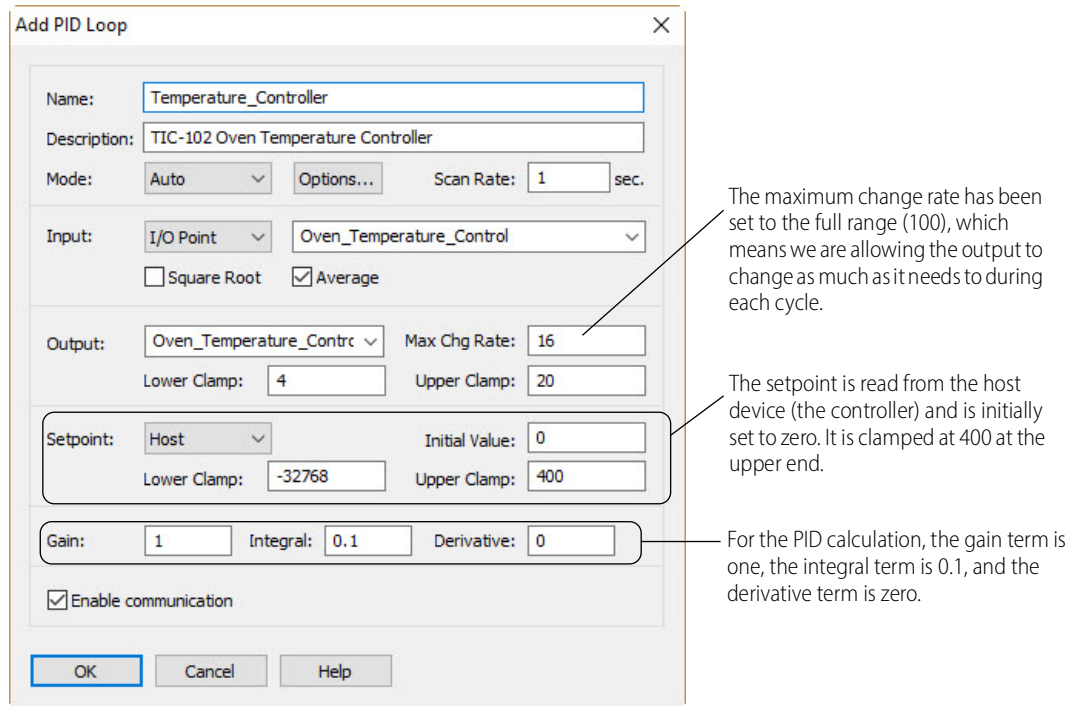 Add PID Loop
Name: Temperature_Controller
Description: TIC-102 Oven Temperature Controller
Mode: Auto Options... Scan Rate: 1 sec.
Input: I/O Point Oven_Temperature_Control
Square Root Average
Output: Oven_Temperature_Contrc Max Chg Rate: 16
Lower Clamp: 4 Upper Clamp: 20
Setpoint: Host Initial Value: 0
Lower Clamp: -32768 Upper Clamp: 400
Gain: 1 Integral: 0.1 Derivative: 0
Enable communication
OK Cancel Help
The maximum change rate has been
set to the full range (100), which
means we are allowing the output to
change as much as it needs to during
each cycle.
The setpoint is read from the host
device (the controller) and is initially
set to zero. It is clamped at 400 at the
upper end.
For the PID calculation, the gain term is
one, the integral term is 0.1, and the
derivative term is zero.